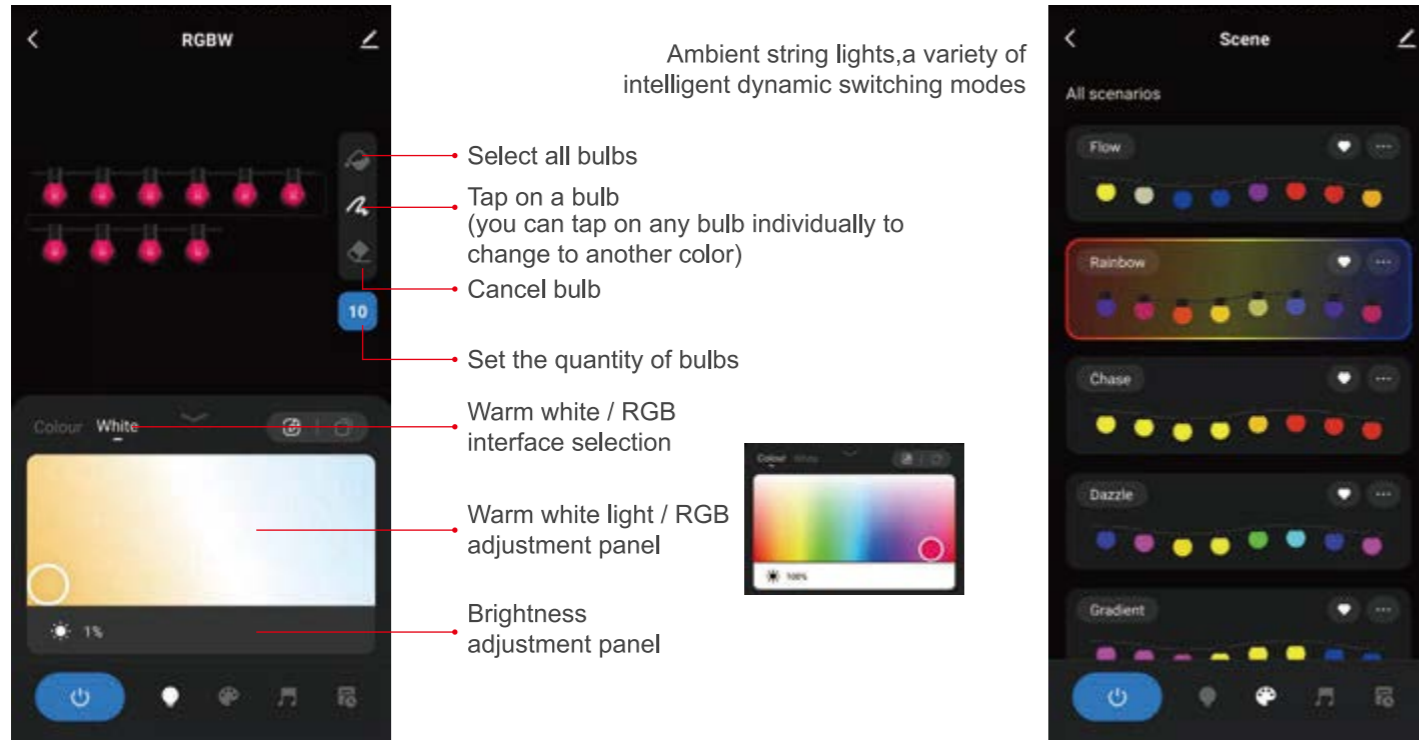 RGBW
10
Colour White
1%
Select all bulbs
Tap on a bulb
(you can tap on any bulb individually to
change to another color)
Cancel bulb
Set the quantity of bulbs
Warm white / RGB
interface selection
Warm white light / RGB
adjustment panel
Brightness
adjustment panel
Colour White
100%
Ambient string lights,a variety of
intelligent dynamic switching modes
Scene
All scenarios
Flow
Rainbow
Chase
Dazzle
Gradient